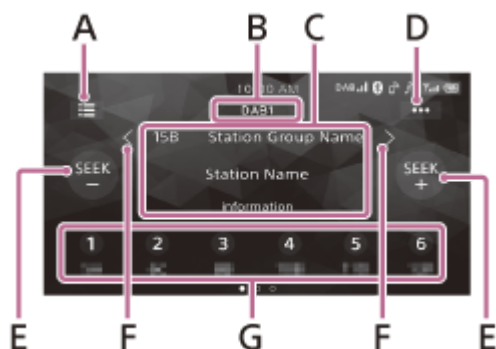 A B C D
10:10 AM DAB
DAB1
15B Station Group Name
SEEK − Station Name SEEK +
information
1 2 3 4 5 6
E F G F E